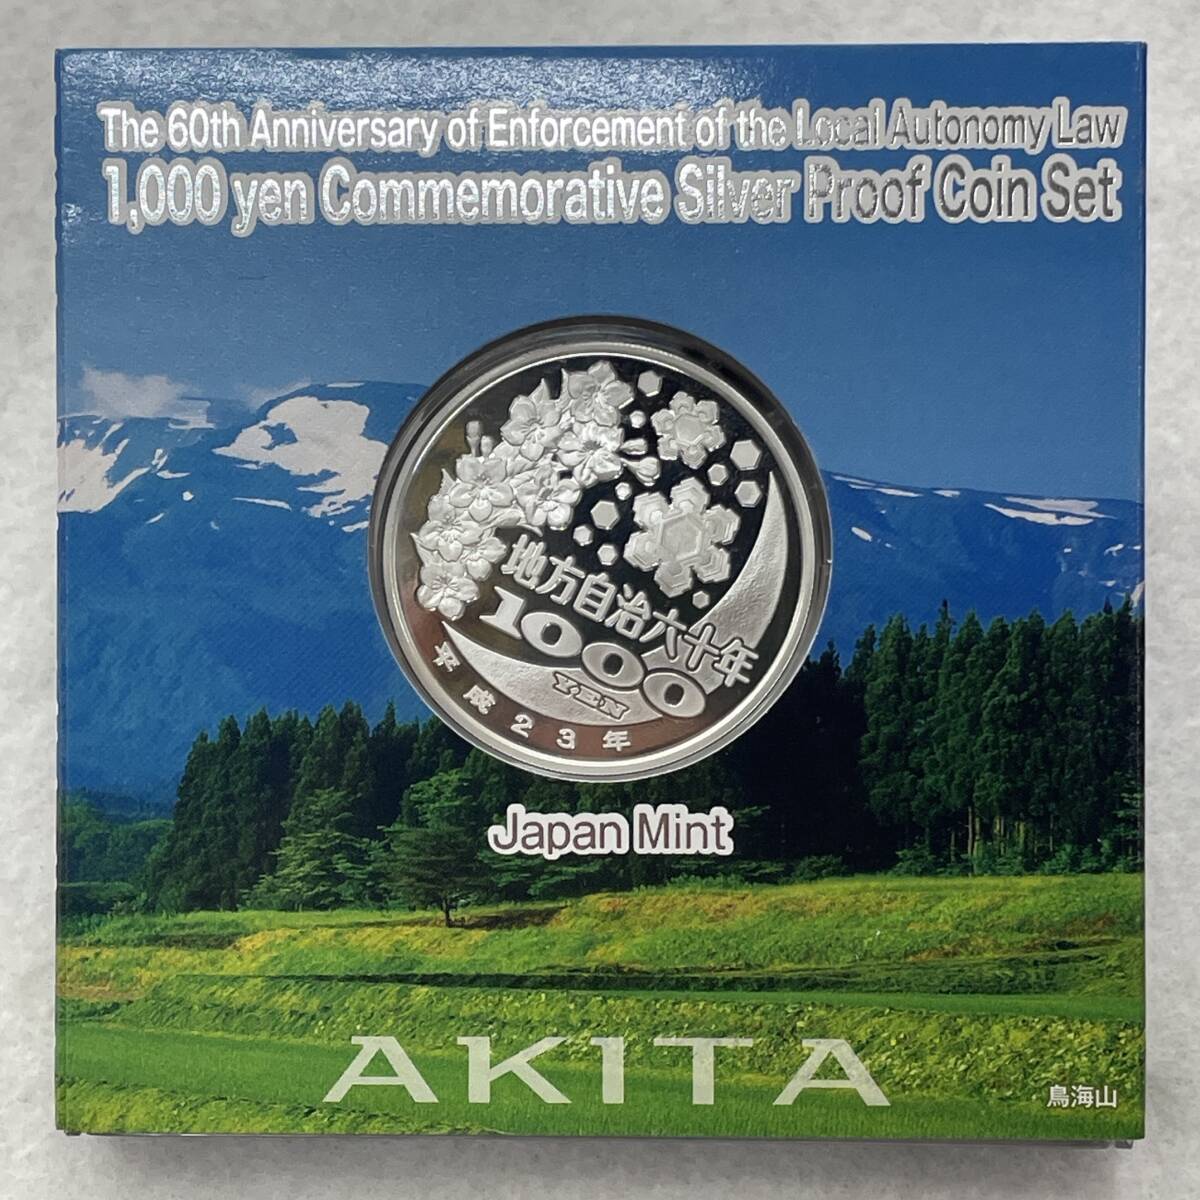 The 60th Anniversary of Enforcement of the Local Autonomy Law
1,000 yen Commemorative Silver Proof Coin Set
地方自治六十年
1000
YEN
平成23年
Japan Mint
AKITA
鳥海山